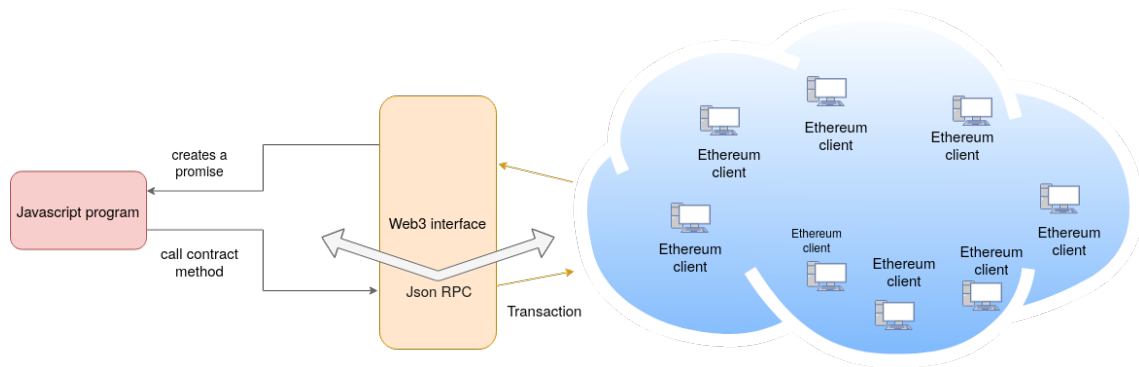 creates a
promise
Javascript program
call contract
method
Web3 interface
Json RPC
Transaction
Ethereum
client
Ethereum
client
Ethereum
client
Ethereum
client
Ethereum
client
Ethereum
client
Ethereum
client
Ethereum
client